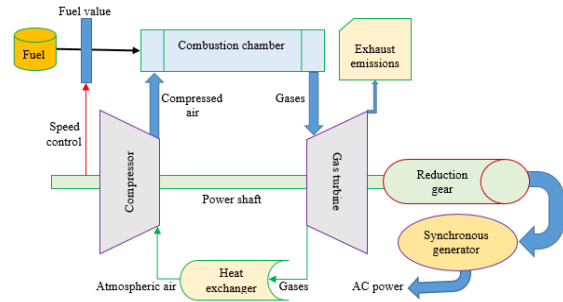 Fuel value
Fuel
Combustion chamber
Exhaust
emissions
Compressed
air
Gases
Speed
control
Compressor
Power shaft
Gas turbine
Reduction
gear
Synchronous
generator
Atmospheric air
Heat
exchanger
Gases
AC power